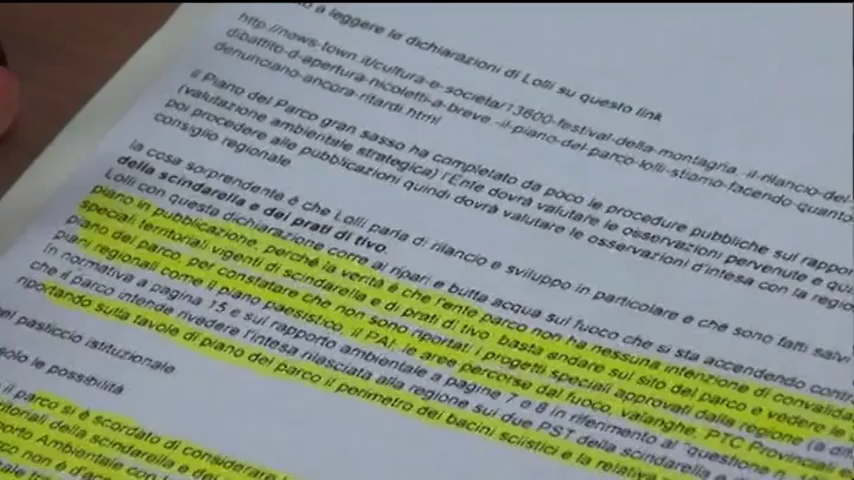 a leggere le dichiarazioni di Lolli su questo link
http://news-town.it/cultura-e-societa/13600-festival-della-montagna -il-rilancio-del-
dibattito-d-apertura-nicoletti-a-breve -il-piano-del-parco-lolli-stiamo-facendo-quanto-
denunciano-ancora-ritardi.html
il Piano del Parco gran sasso ha completato da poco le procedure pubbliche sul rappor
(valutazione ambientale strategica) l'Ente dovrà valutare le osservazioni pervenute e qui
poi procedere alle pubblicazioni quindi dovrà valutare le osservazioni d'intesa con la regio
consiglio regionale
la cosa sorprendente è che Lolli parla di rilancio e sviluppo in particolare e che sono fatti salvi
della scindarella e dei prati di tivo.
Lolli con questa dichiarazione corre ai ripari e butta acqua sul fuoco che si sta accendendo contr
piano in pubblicazione, perché la verità è che l'ente parco non ha nessuna intenzione di convalida
speciali territoriali vigenti di scindarella e di prati di tivo, basta andare sul sito del parco e vedere le
piano del parco, per constatare che non sono riportati i progetti speciali approvati dalla regione (a dif
piani regionali come il piano paesistico, il PAI, le aree percorse dal fuoco, valanghe, PTC Provinciali e
In normativa a pagina 15 e sul rapporto ambientale a pagine 7 e 8 in riferimento al "questione n.
che il parco intende rivedere l'intesa rilasciata alla regione sui due PST della scindarella e
riportando sulla tavole di piano del parco il perimetro dei bacini sciistici e la relativa
del pasticcio istituzionale
solo le possibilità
il parco si è scordato di considerare
ritoriali della scindarella e dei
porto Ambientale con
rco non è d'acc